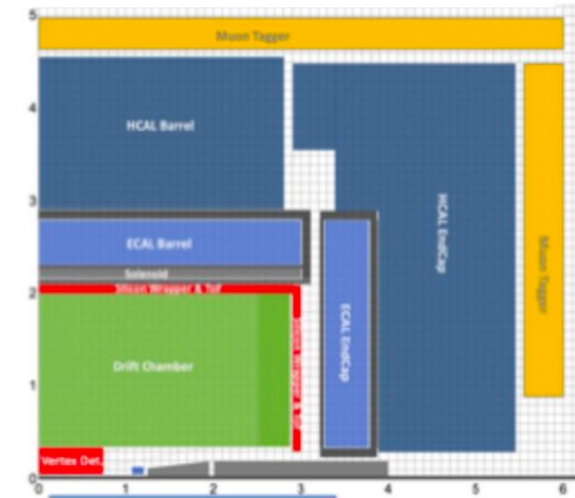 5
Muon Tagger
4
HCAL Barrel
3
HCAL EndCap
ECAL Barrel
Muon Tagger
Solenoid
2
Silicon Wrapper & ToF
ECAL EndCap
Silicon Wrapper & ToF
Drift Chamber
1
Vertex Det.
0
0
1
2
3
4
5
6